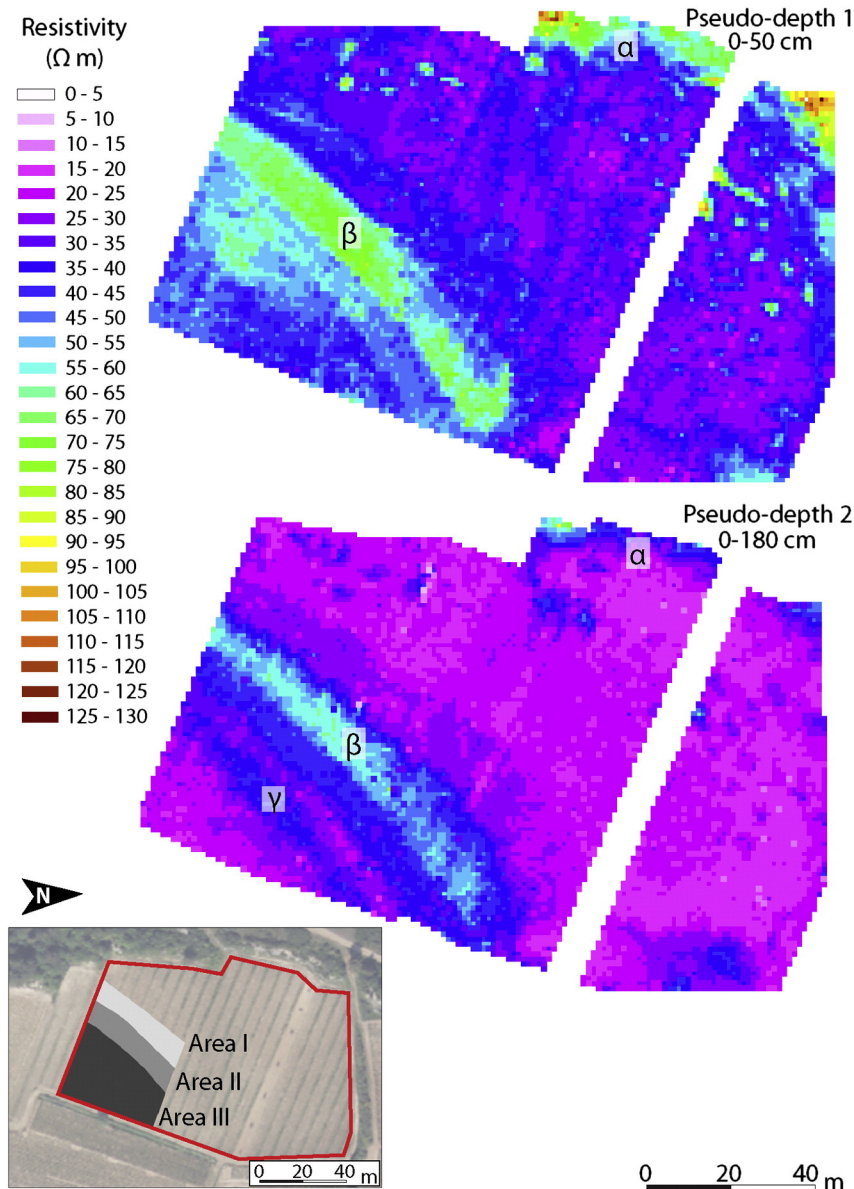 Resistivity
(Ω m)
0 - 5
5 - 10
10 - 15
15 - 20
20 - 25
25 - 30
30 - 35
35 - 40
40 - 45
45 - 50
50 - 55
55 - 60
60 - 65
65 - 70
70 - 75
75 - 80
80 - 85
85 - 90
90 - 95
95 - 100
100 - 105
105 - 110
110 - 115
115 - 120
120 - 125
125 - 130
Pseudo-depth 1
0-50 cm
α
β
Pseudo-depth 2
0-180 cm
α
β
γ
N
Area I
Area II
Area III
0 20 40 m
0 20 40 m